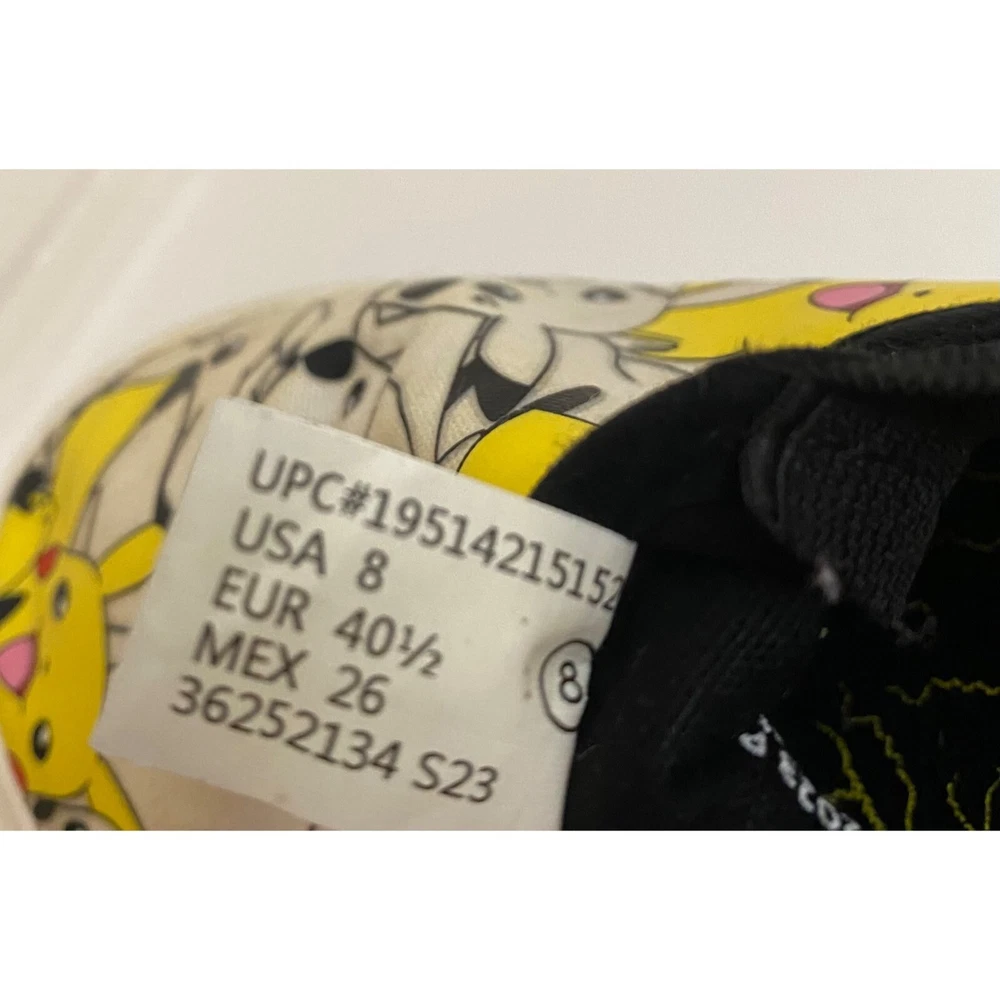 UPC#19514215152
USA 8
EUR 40½
MEX 26
8
36252134 S23